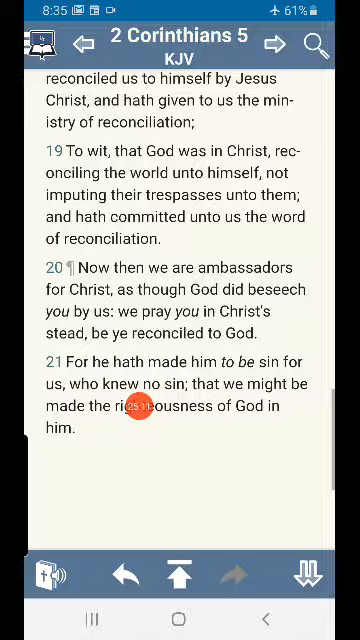 8:35 61%
2 Corinthians 5
KJV
reconciled us to himself by Jesus
Christ, and hath given to us the min-
istry of reconciliation;
19 To wit, that God was in Christ, rec-
onciling the world unto himself, not
imputing their trespasses unto them;
and hath committed unto us the word
of reconciliation.
20 ¶ Now then we are ambassadors
for Christ, as though God did beseech
you by us: we pray you in Christ's
stead, be ye reconciled to God.
21 For he hath made him to be sin for
us, who knew no sin; that we might be
made the righteousness of God in
him.
25:11